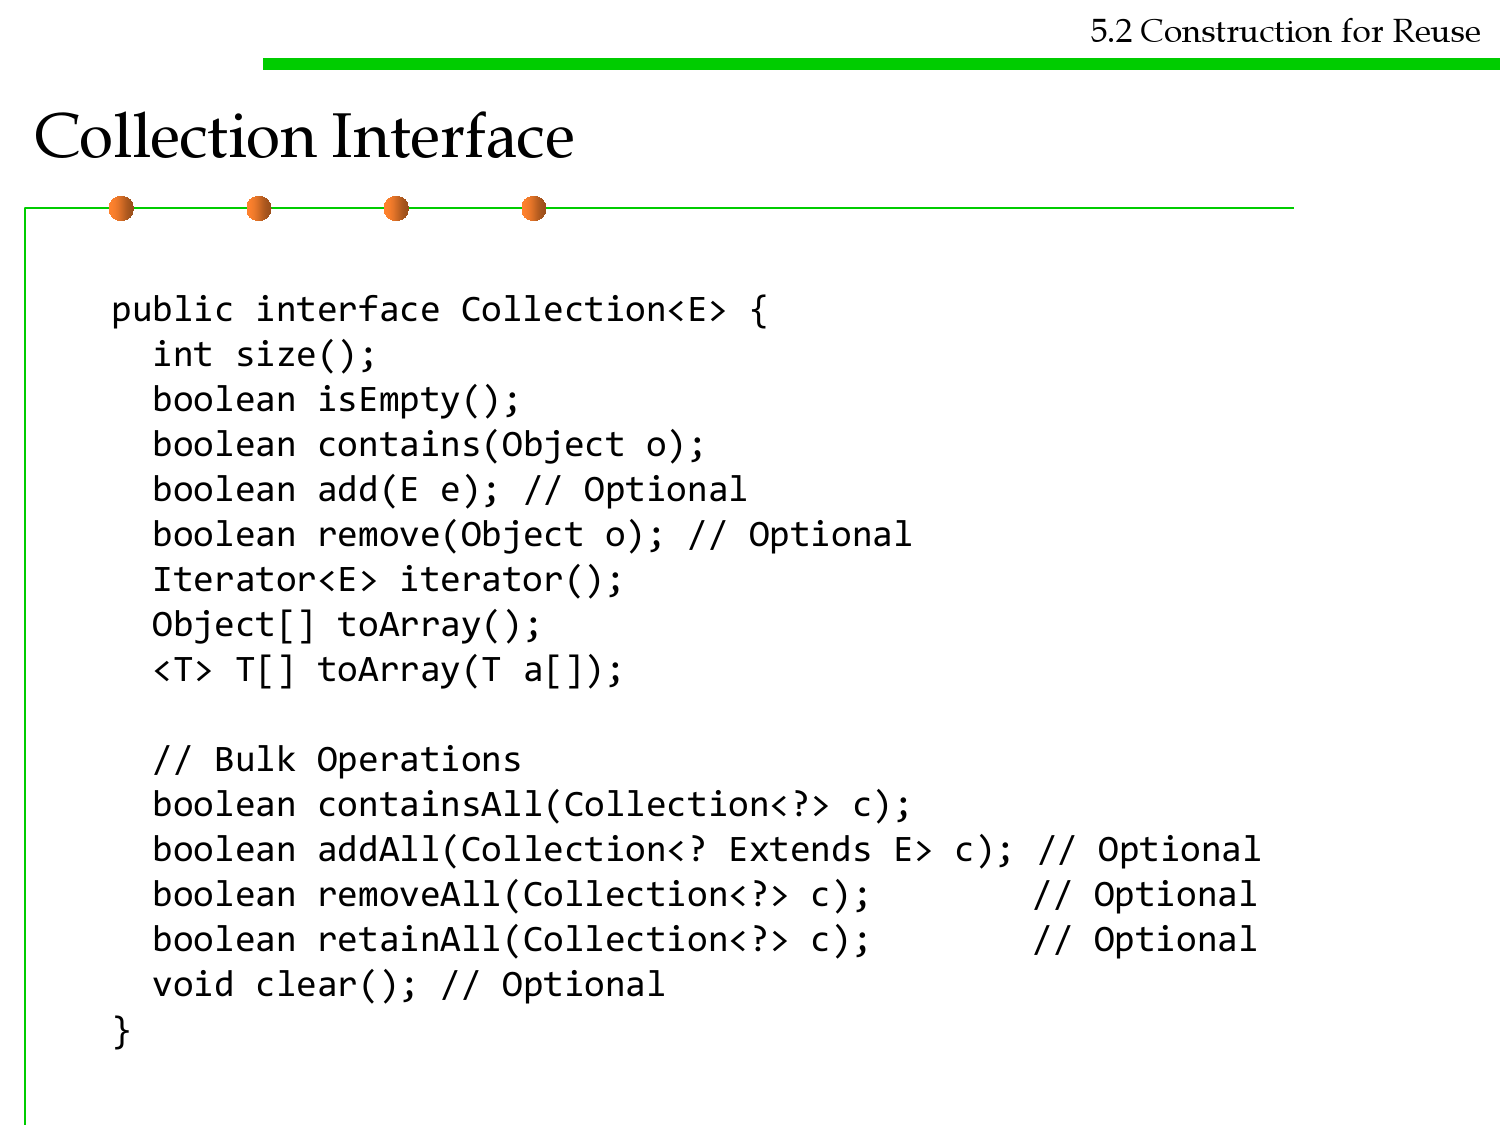 5.2 Construction for Reuse
Collection Interface
public interface Collection<E> {
  int size();
  boolean isEmpty();
  boolean contains(Object o);
  boolean add(E e); // Optional
  boolean remove(Object o); // Optional
  Iterator<E> iterator();
  Object[] toArray();
  <T> T[] toArray(T a[]);
  // Bulk Operations
  boolean containsAll(Collection<?> c);
  boolean addAll(Collection<? Extends E> c); // Optional
  boolean removeAll(Collection<?> c);        // Optional
  boolean retainAll(Collection<?> c);        // Optional
  void clear(); // Optional
}